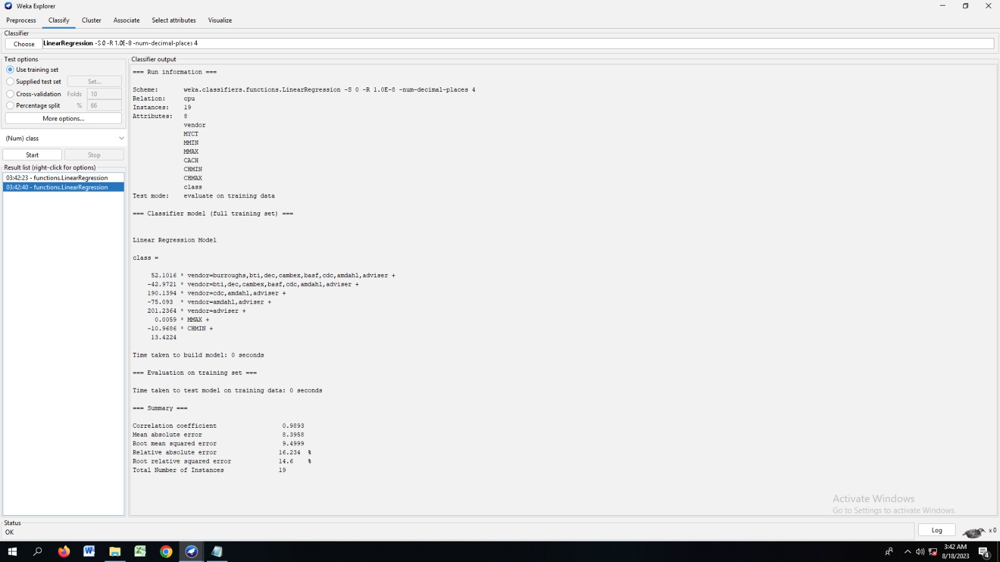 Weka Explorer
Preprocess Classify Cluster Associate Select attributes Visualize
Classifier
Choose LinearRegression -S 0 -R 1.0E-8 -num-decimal-places 4
Test options
Use training set
Supplied test set Set...
Cross-validation Folds 10
Percentage split % 66
More options...
(Num) class
Start Stop
Result list (right-click for options)
03:42:23 - functions.LinearRegression
03:42:40 - functions.LinearRegression
Classifier output
=== Run information ===
Scheme: weka.classifiers.functions.LinearRegression -S 0 -R 1.0E-8 -num-decimal-places 4
Relation: cpu
Instances: 19
Attributes: 8
vendor
MYCT
MMIN
MMAX
CACH
CHMIN
CHMAX
class
Test mode: evaluate on training data
=== Classifier model (full training set) ===
Linear Regression Model
class =
52.1016 * vendor=burroughs,bti,dec,cambex,basf,cdc,amdahl,adviser +
-42.9721 * vendor=bti,dec,cambex,basf,cdc,amdahl,adviser +
190.1394 * vendor=cdc,amdahl,adviser +
-75.093 * vendor=amdahl,adviser +
201.2364 * vendor=adviser +
0.0059 * MMAX +
-10.9686 * CHMIN +
13.4224
Time taken to build model: 0 seconds
=== Evaluation on training set ===
Time taken to test model on training data: 0 seconds
=== Summary ===
Correlation coefficient 0.9893
Mean absolute error 8.3958
Root mean squared error 9.4999
Relative absolute error 16.234 %
Root relative squared error 14.6 %
Total Number of Instances 19
Activate Windows
Go to Settings to activate Windows.
Status
OK
Log
x 0
3:42 AM
8/18/2023
4